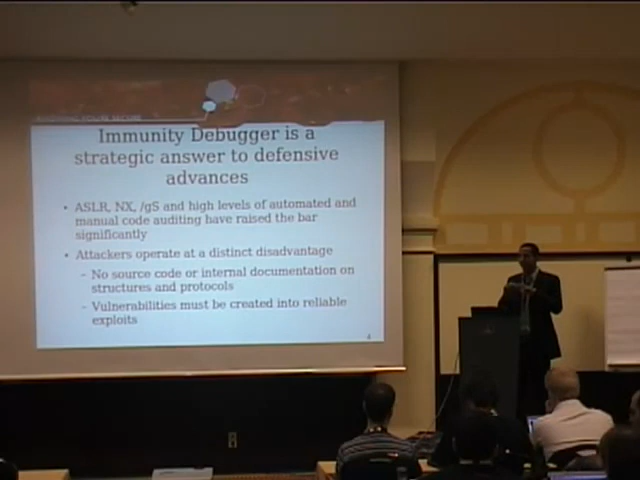 Immunity Debugger is a
strategic answer to defensive
advances
• ASLR, NX, /gS and high levels of automated and
manual code auditing have raised the bar
significantly
• Attackers operate at a distinct disadvantage
– No source code or internal documentation on
structures and protocols
– Vulnerabilities must be created into reliable
exploits
4